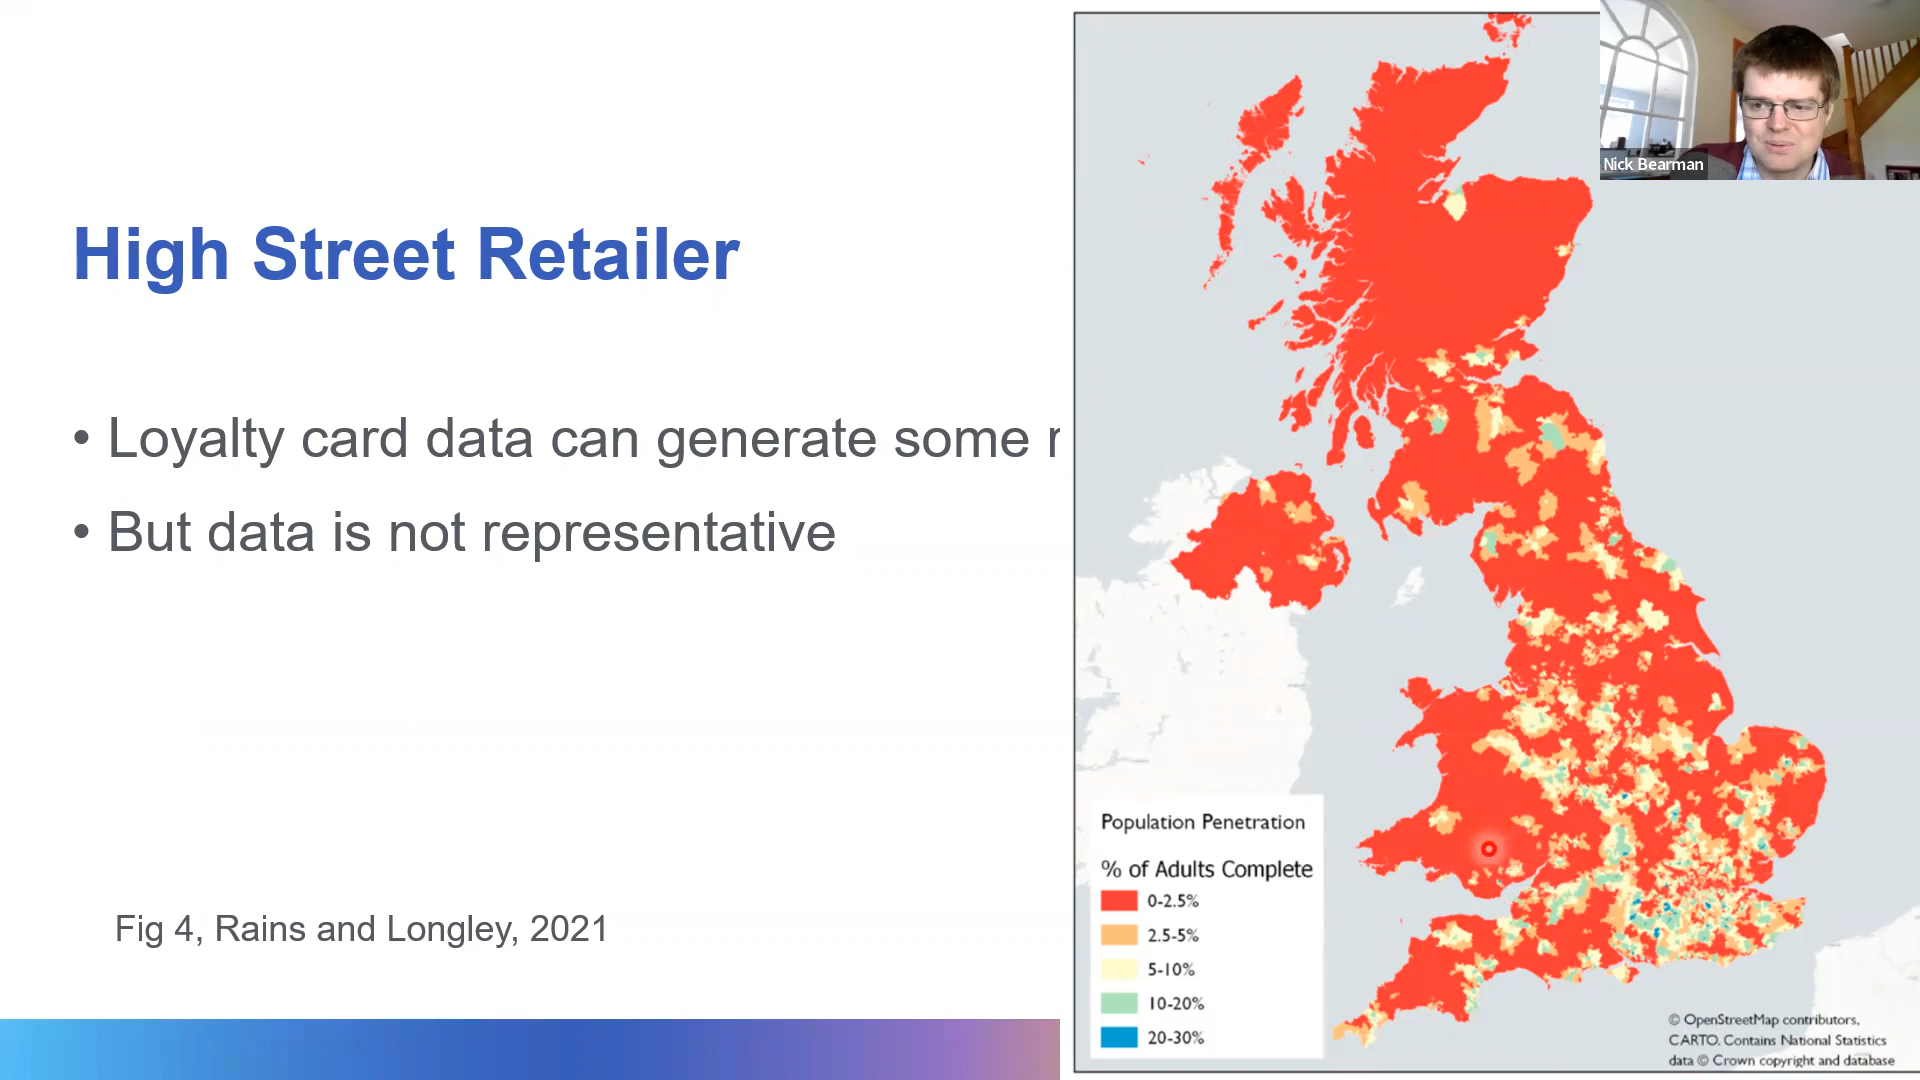 High Street Retailer
• Loyalty card data can generate some
• But data is not representative
Fig 4, Rains and Longley, 2021
Nick Bearman
Population Penetration
% of Adults Complete
0-2.5%
2.5-5%
5-10%
10-20%
20-30%
© OpenStreetMap contributors,
CARTO. Contains National Statistics
data © Crown copyright and database